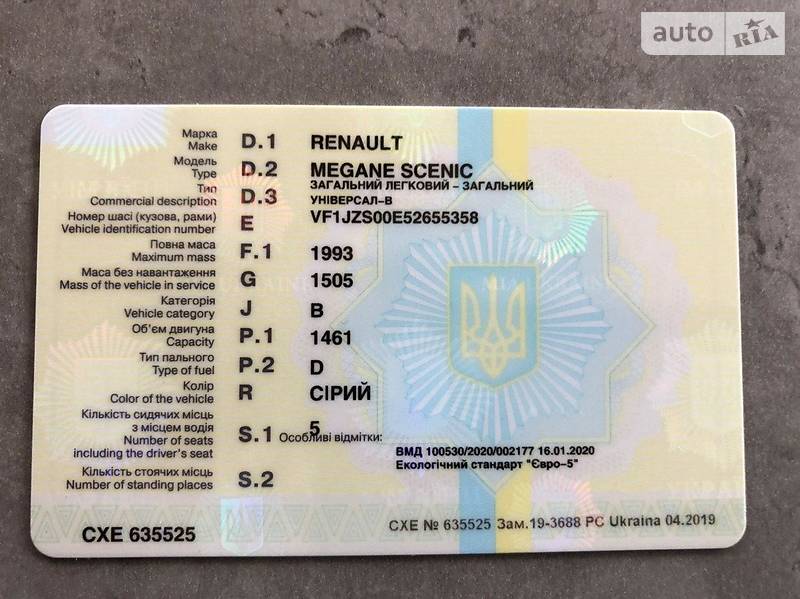 auto RIA
Марка D.1 RENAULT
Make
Модель D.2 MEGANE SCENIC
Type
ЗАГАЛЬНИЙ ЛЕГКОВИЙ – ЗАГАЛЬНИЙ
Тип D.3 УНІВЕРСАЛ-В
Commercial description
Номер шасі (кузова, рами) E VF1JZS00E52655358
Vehicle identification number
Повна маса F.1 1993
Maximum mass
Маса без навантаження G 1505
Mass of the vehicle in service
Категорія J B
Vehicle category
Об'єм двигуна P.1 1461
Capacity
Тип пального P.2 D
Type of fuel
Колір R СІРИЙ
Color of the vehicle
Кількість сидячих місць
з місцем водія 5
Number of seats S.1 Особливі відмітки:
including the driver's seat
ВМД 100530/2020/002177 16.01.2020
Екологічний стандарт "Євро-5"
Кількість стоячих місць S.2
Number of standing places
CXE 635525
CXE № 635525 Зам.19-3688 PC Ukraina 04.2019